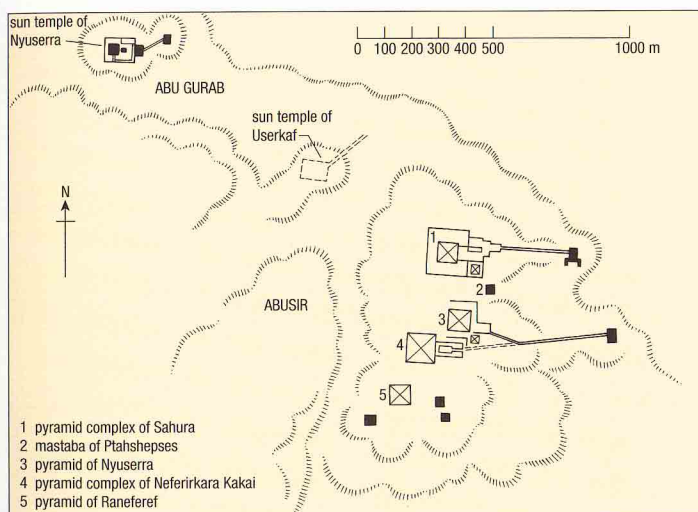 sun temple of
Nyuserra
0 100 200 300 400 500 1000 m
ABU GURAB
sun temple of
Userkaf
N
1
2
ABUSIR
3
4
5
1 pyramid complex of Sahura
2 mastaba of Ptahshepses
3 pyramid of Nyuserra
4 pyramid complex of Neferirkara Kakai
5 pyramid of Raneferef